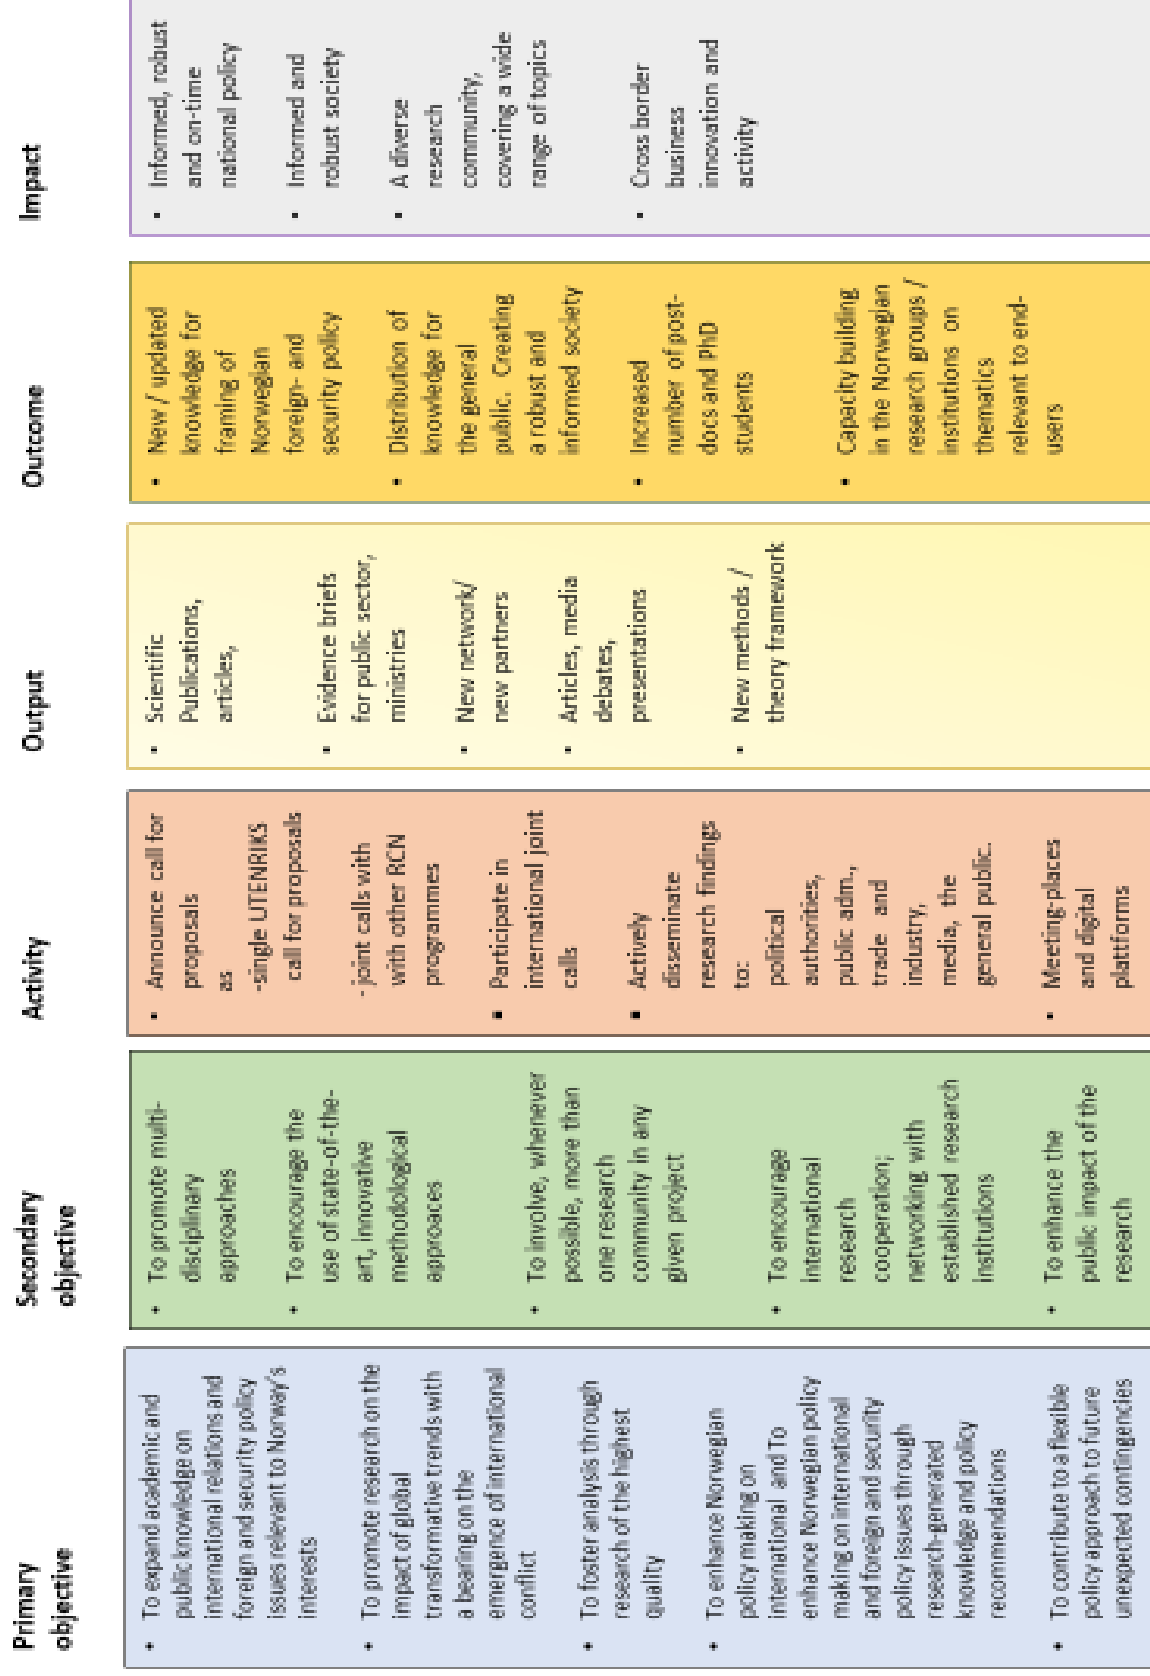 Primary
objective
• To expand academic and
public knowledge on
international relations and
foreign and security policy
issues relevant to Norway's
interests
• To promote research on the
impact of global
transformative trends with
a bearing on the
emergence of international
conflict
• To foster analysis through
research of the highest
quality
• To enhance Norwegian
policy making on
international and To
enhance Norwegian policy
making on international
and foreign and security
policy issues through
research-generated
knowledge and policy
recommendations
• To contribute to a flexible
policy approach to future
unexpected contingencies
Secondary
objective
• To promote multi-
disciplinary
approaches
• To encourage the
use of state-of-the-
art, innovative
methodological
approaces
• To involve, whenever
possible, more than
one research
community in any
given project
• To encourage
international
research
cooperation;
networking with
established research
institutions
• To enhance the
public impact of the
research
Activity
• Announce call for
proposals
as
-single UTENRIKS
call for proposals
- joint calls with
with other RCN
programmes
▪ Participate in
international joint
calls
▪ Actively
disseminate
research findings
to:
political
authorities,
public adm.,
trade and
industry,
media, the
general public.
• Meeting-places
and digital
plattforms
Output
• Scientific
Publications,
articles,
• Evidence briefs
for public sector,
ministries
• New network/
new partners
• Articles, media
debates,
presentations
• New methods /
theory framework
Outcome
• New / updated
knowledge for
framing of
Norwegian
foreign- and
security policy
• Distribution of
knowledge for
the general
public. Creating
a robust and
informed society
• Increased
number of post-
docs and PhD
students
• Capacity building
in the Norwegian
research groups /
institutions on
thematics
relevant to end-
users
Impact
• Informed, robust
and on-time
national policy
• Informed and
robust society
• A diverse
research
community,
covering a wide
range of topics
• Cross border
business
innovation and
activity